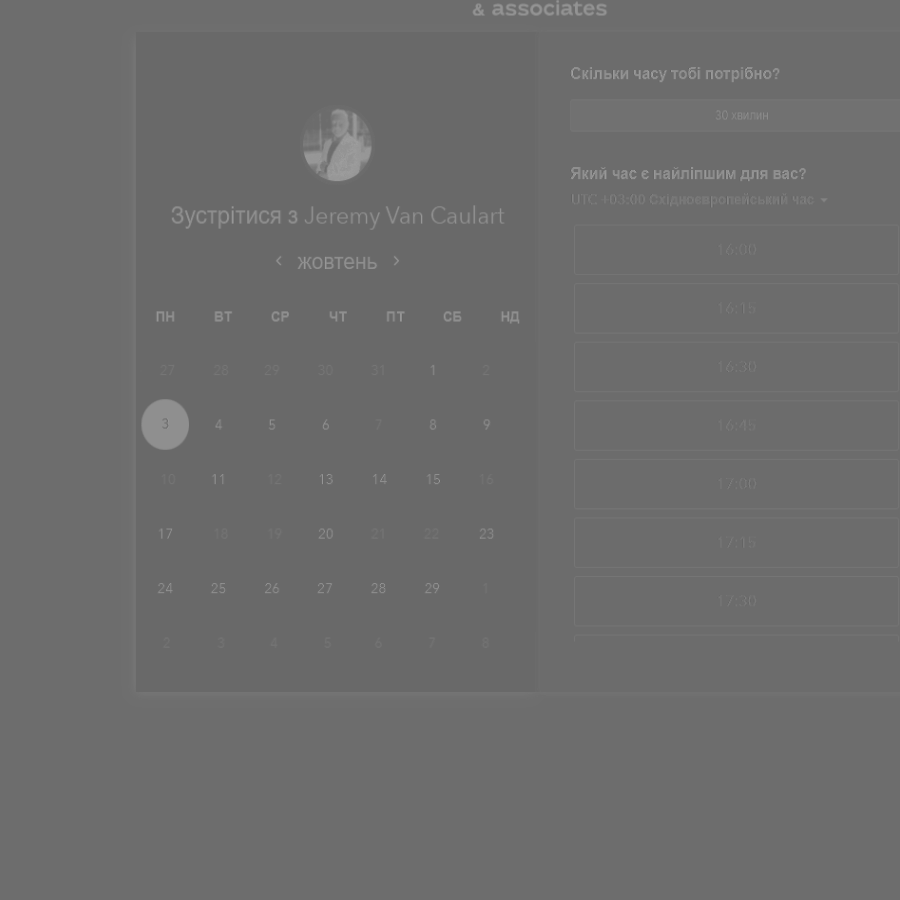 & associates
Зустрітися з Jeremy Van Caulart
‹ жовтень ›
ПН ВТ СР ЧТ ПТ СБ НД
27 28 29 30 31 1 2
3 4 5 6 7 8 9
10 11 12 13 14 15 16
17 18 19 20 21 22 23
24 25 26 27 28 29 1
2 3 4 5 6 7 8
Скільки часу тобі потрібно?
30 хвилин
Який час є найліпшим для вас?
UTC +03:00 Східноєвропейський час
16:00
16:15
16:30
16:45
17:00
17:15
17:30